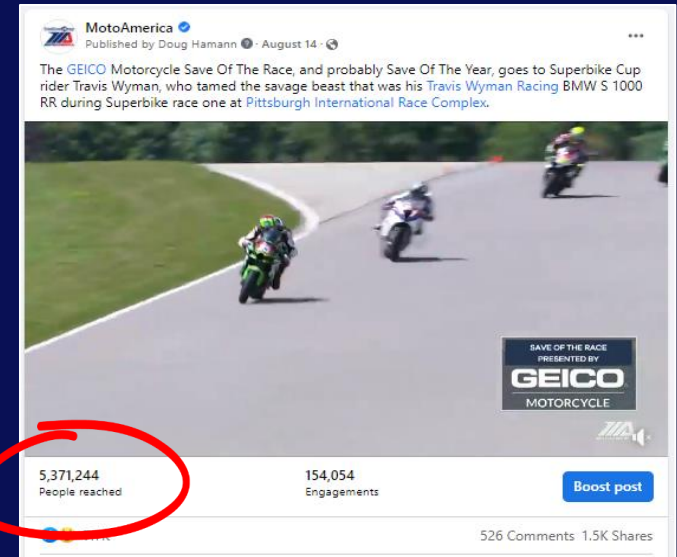 MotoAmerica
Published by Doug Hamann · August 14 ·
The GEICO Motorcycle Save Of The Race, and probably Save Of The Year, goes to Superbike Cup
rider Travis Wyman, who tamed the savage beast that was his Travis Wyman Racing BMW S 1000
RR during Superbike race one at Pittsburgh International Race Complex.
SAVE OF THE RACE
PRESENTED BY
GEICO
MOTORCYCLE
5,371,244
People reached
154,054
Engagements
Boost post
526 Comments 1.5K Shares